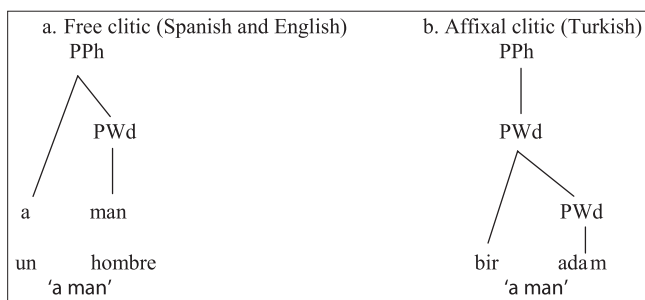 a. Free clitic (Spanish and English) b. Affixal clitic (Turkish)
PPh PPh
PWd PWd
a man PWd
un hombre bir adam
'a man' 'a man'